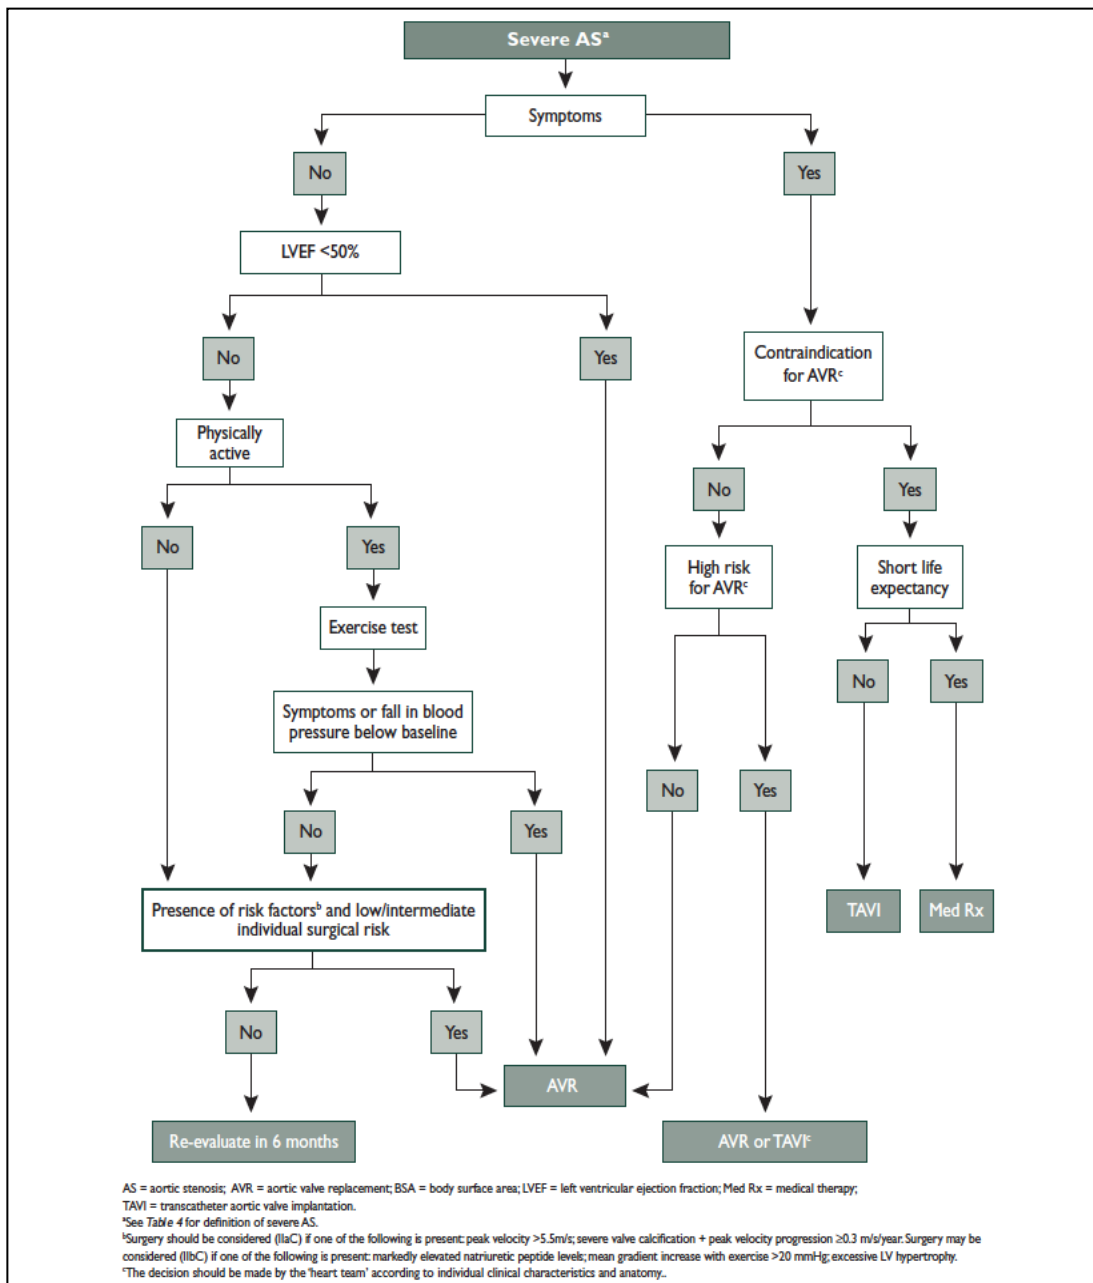 Severe ASᵃ
Symptoms
No
Yes
LVEF <50%
No
Yes
Contraindication
for AVRᶜ
Physically
active
No
Yes
No
Yes
High risk
for AVRᶜ
Short life
expectancy
Exercise test
No
Yes
Symptoms or fall in blood
pressure below baseline
No
Yes
No
Yes
Presence of risk factorsᵇ and low/intermediate
individual surgical risk
TAVI
Med Rx
No
Yes
AVR
Re-evaluate in 6 months
AVR or TAVIᶜ
AS = aortic stenosis; AVR = aortic valve replacement; BSA = body surface area; LVEF = left ventricular ejection fraction; Med Rx = medical therapy;
TAVI = transcatheter aortic valve implantation.
ᵃSee Table 4 for definition of severe AS.
ᵇSurgery should be considered (IIaC) if one of the following is present: peak velocity >5.5m/s; severe valve calcification + peak velocity progression ≥0.3 m/s/year. Surgery may be
considered (IIbC) if one of the following is present: markedly elevated natriuretic peptide levels; mean gradient increase with exercise >20 mmHg; excessive LV hypertrophy.
ᶜThe decision should be made by the 'heart team' according to individual clinical characteristics and anatomy..